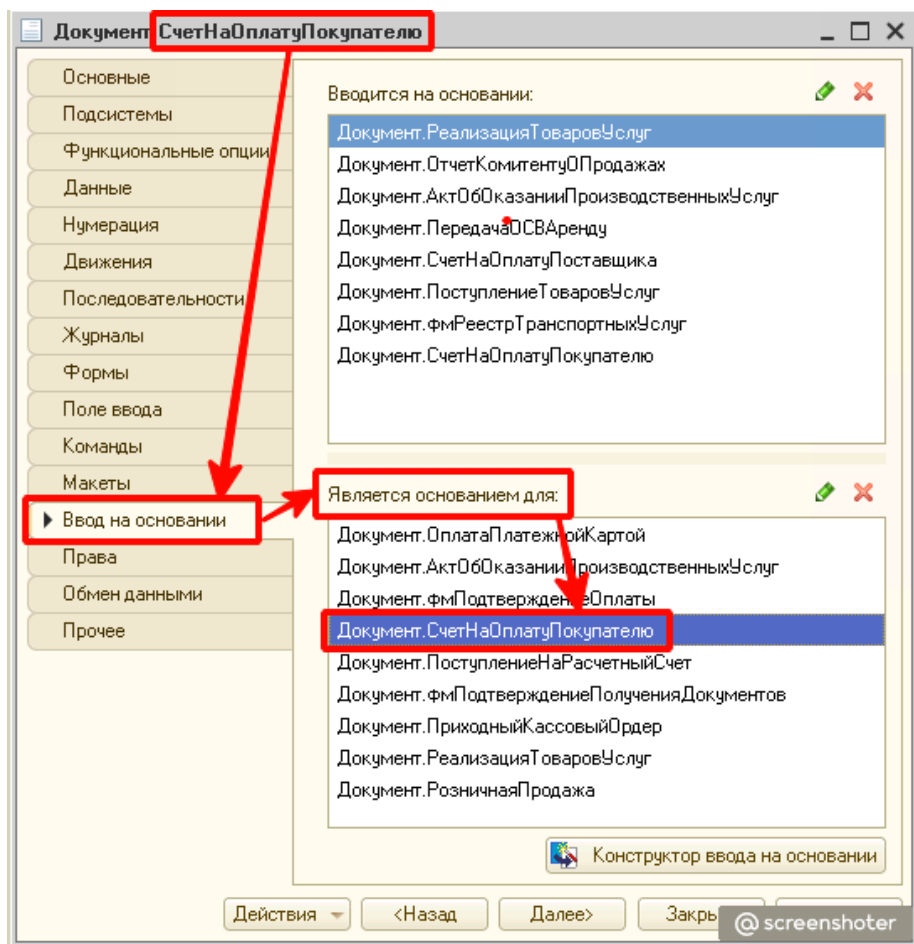 Документ СчетНаОплатуПокупателю
Основные
Подсистемы
Функциональные опции
Данные
Нумерация
Движения
Последовательности
Журналы
Формы
Поле ввода
Команды
Макеты
Ввод на основании
Права
Обмен данными
Прочее
Вводится на основании:
Документ.РеализацияТоваровУслуг
Документ.ОтчетКомитентуОПродажах
Документ.АктОбОказанииПроизводственныхУслуг
Документ.ПередачаОСВАренду
Документ.СчетНаОплатуПоставщика
Документ.ПоступлениеТоваровУслуг
Документ.фмРеестрТранспортныхУслуг
Документ.СчетНаОплатуПокупателю
Является основанием для:
Документ.ОплатаПлатежнойКартой
Документ.АктОбОказанииПроизводственныхУслуг
Документ.фмПодтверждениеОплаты
Документ.СчетНаОплатуПокупателю
Документ.ПоступлениеНаРасчетныйСчет
Документ.фмПодтверждениеПолученияДокументов
Документ.ПриходныйКассовыйОрдер
Документ.РеализацияТоваровУслуг
Документ.РозничнаяПродажа
Конструктор ввода на основании
Действия <Назад Далее> Закры
@screenshoter